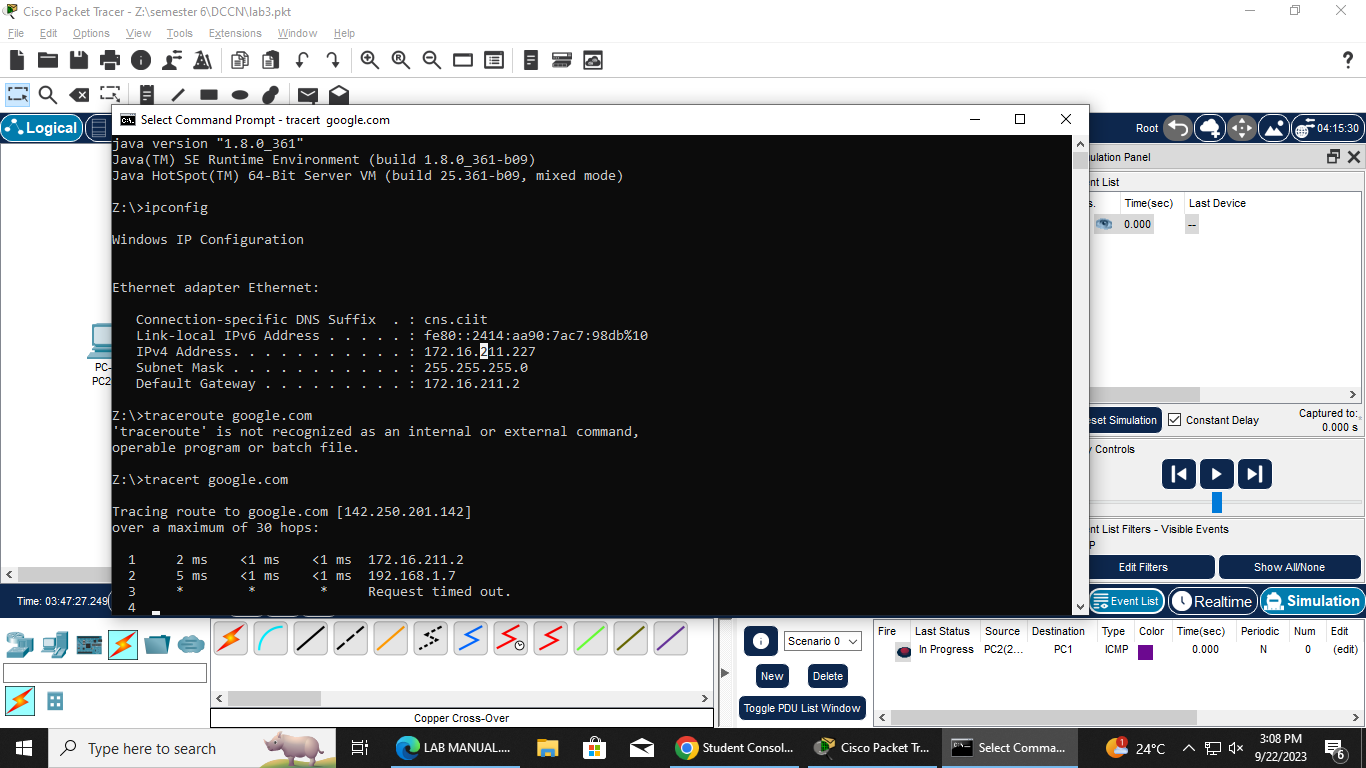 Cisco Packet Tracer - Z:\semester 6\DCCN\lab3.pkt
File Edit Options View Tools Extensions Window Help
?
Logical
Root
04:15:30
Select Command Prompt - tracert google.com
java version "1.8.0_361"
Java(TM) SE Runtime Environment (build 1.8.0_361-b09)
Java HotSpot(TM) 64-Bit Server VM (build 25.361-b09, mixed mode)
Z:\>ipconfig
Windows IP Configuration
Ethernet adapter Ethernet:
Connection-specific DNS Suffix . : cns.ciit
Link-local IPv6 Address . . . . . : fe80::2414:aa90:7ac7:98db%10
IPv4 Address. . . . . . . . . . . : 172.16.211.227
Subnet Mask . . . . . . . . . . . : 255.255.255.0
Default Gateway . . . . . . . . . : 172.16.211.2
Z:\>traceroute google.com
'traceroute' is not recognized as an internal or external command,
operable program or batch file.
Z:\>tracert google.com
Tracing route to google.com [142.250.201.142]
over a maximum of 30 hops:
1 2 ms <1 ms <1 ms 172.16.211.2
2 5 ms <1 ms <1 ms 192.168.1.7
3 * * * Request timed out.
4
PC-
PC2
ulation Panel
nt List
s. Time(sec) Last Device
0.000 --
set Simulation
Constant Delay
Captured to:
0.000 s
y Controls
nt List Filters - Visible Events
P
Edit Filters
Show All/None
Time: 03:47:27.249
Event List
Realtime
Simulation
Copper Cross-Over
Scenario 0
New
Delete
Toggle PDU List Window
Fire Last Status Source Destination Type Color Time(sec) Periodic Num Edit
In Progress PC2(2... PC1 ICMP 0.000 N 0 (edit)
Type here to search
LAB MANUAL....
Student Consol...
Cisco Packet Tr...
Select Comma...
1
24°C
3:08 PM
9/22/2023
6